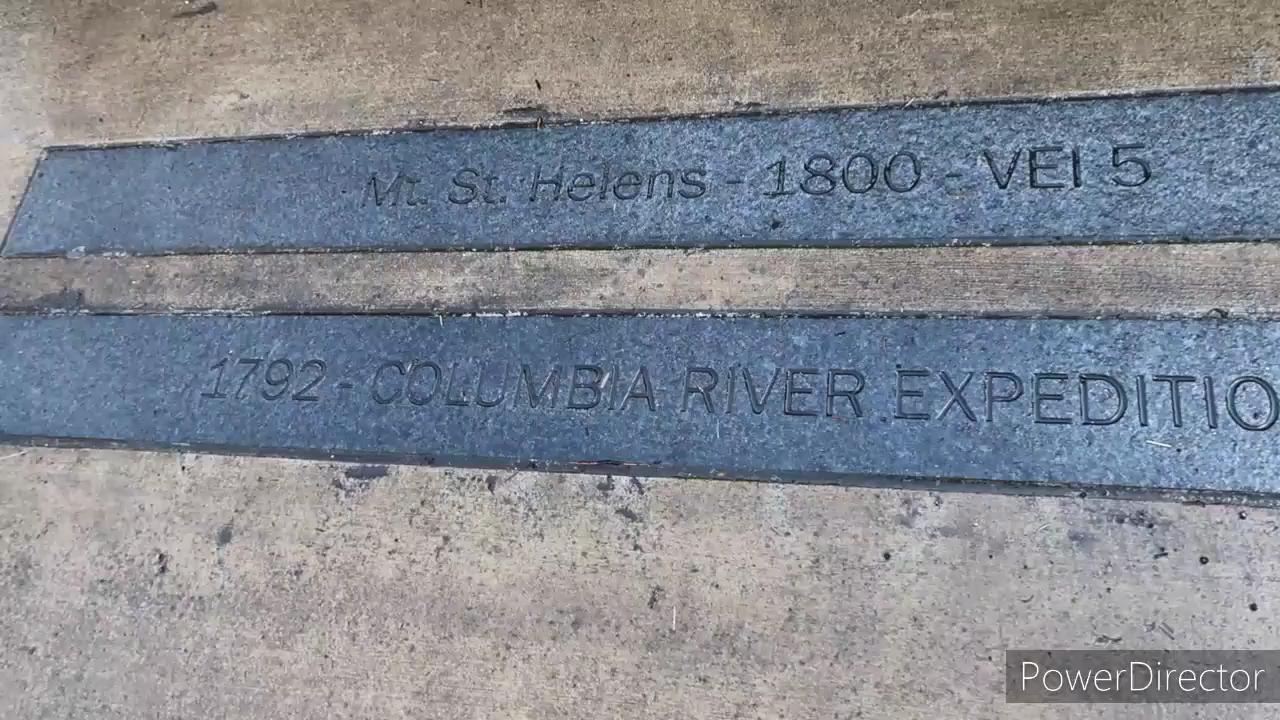 Mt. St. Helens - 1800 - VEI 5
1792 - COLUMBIA RIVER EXPEDITIO
PowerDirector